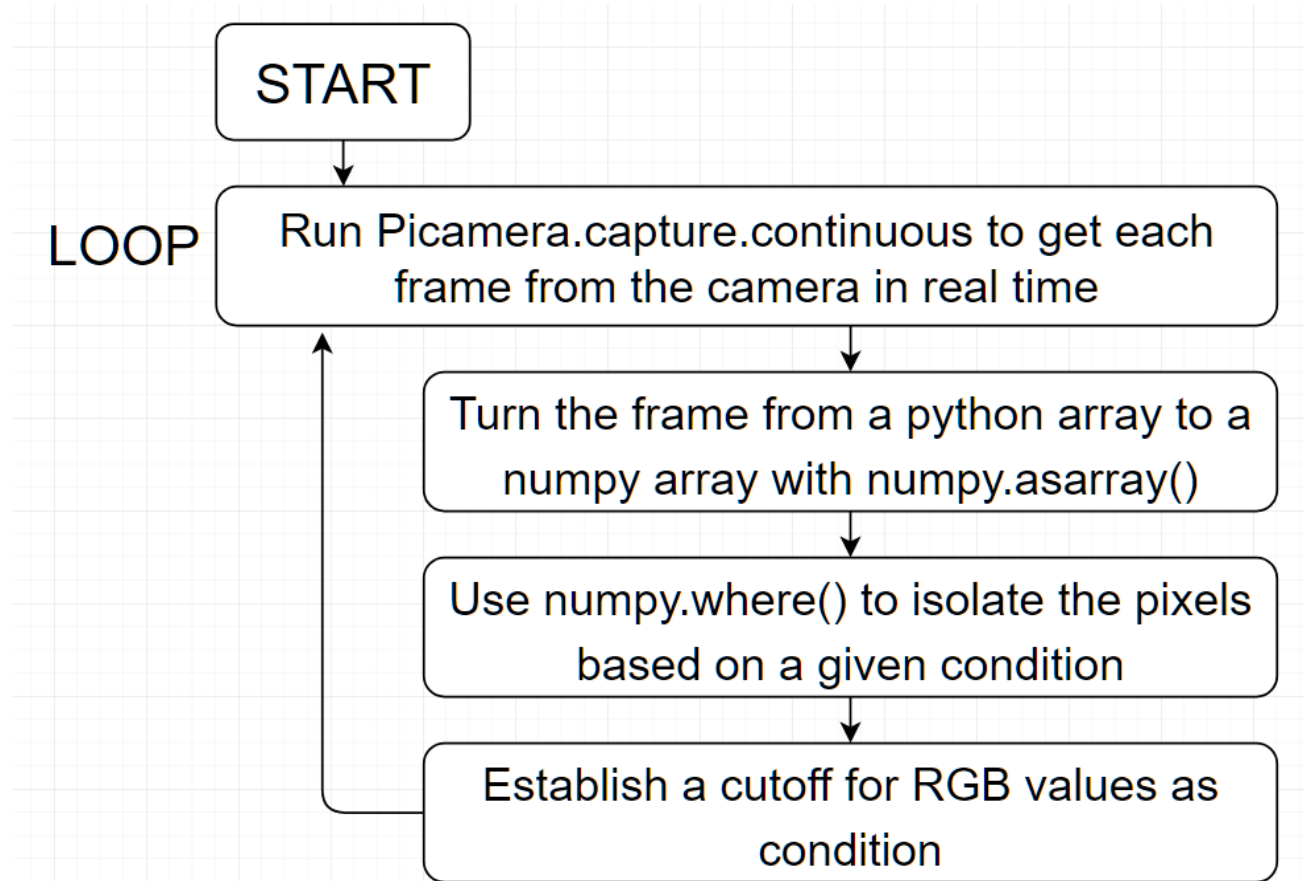 START
LOOP
Run Picamera.capture.continuous to get each
frame from the camera in real time
Turn the frame from a python array to a
numpy array with numpy.asarray()
Use numpy.where() to isolate the pixels
based on a given condition
Establish a cutoff for RGB values as
condition